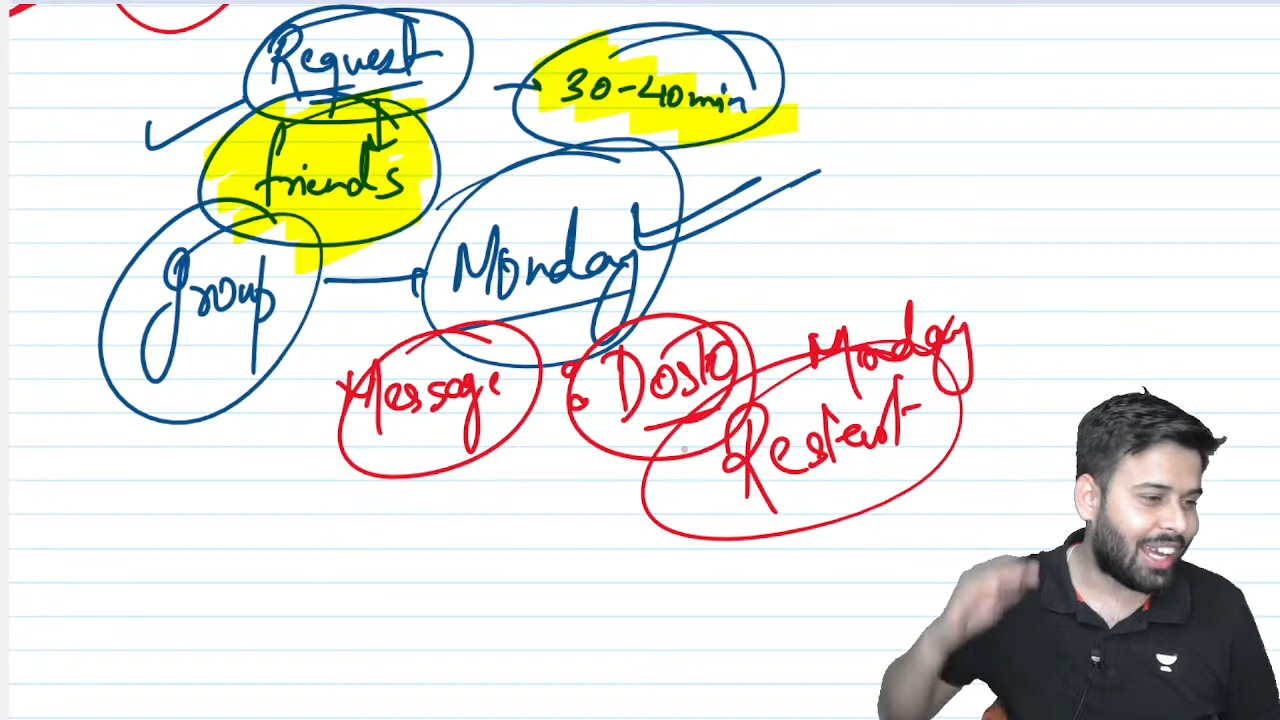 Request → 30-40min
friends
Group → Monday
Message : Dosto Monday
Restart